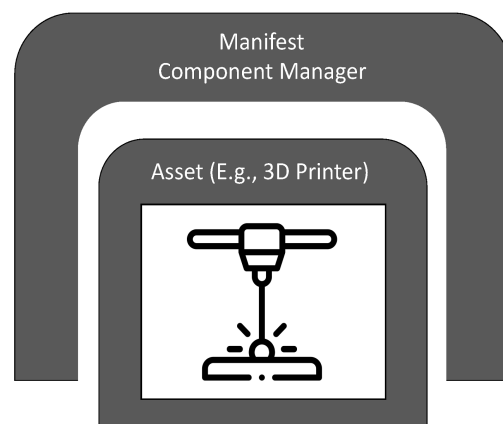 Manifest
Component Manager
Asset (E.g., 3D Printer)